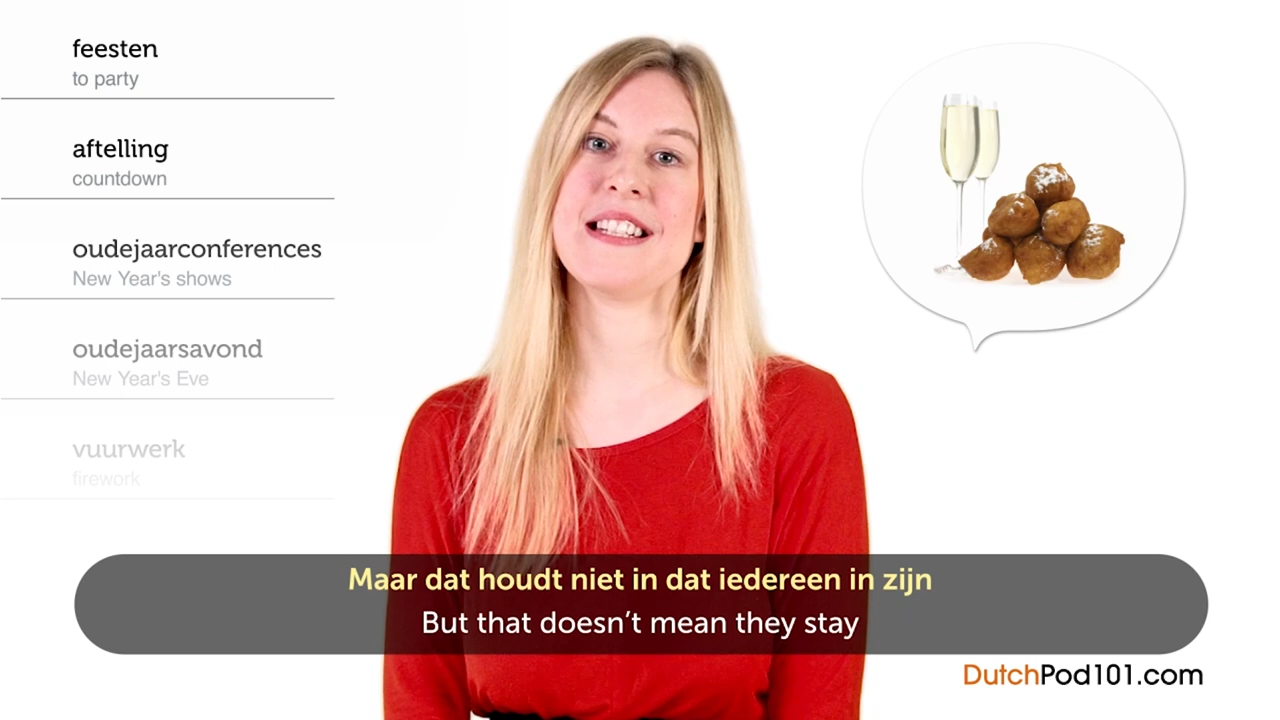 feesten
to party
aftelling
countdown
oudejaarconferences
New Year's shows
oudejaarsavond
New Year's Eve
vuurwerk
firework
Maar dat houdt niet in dat iedereen in zijn
But that doesn't mean they stay
DutchPod101.com